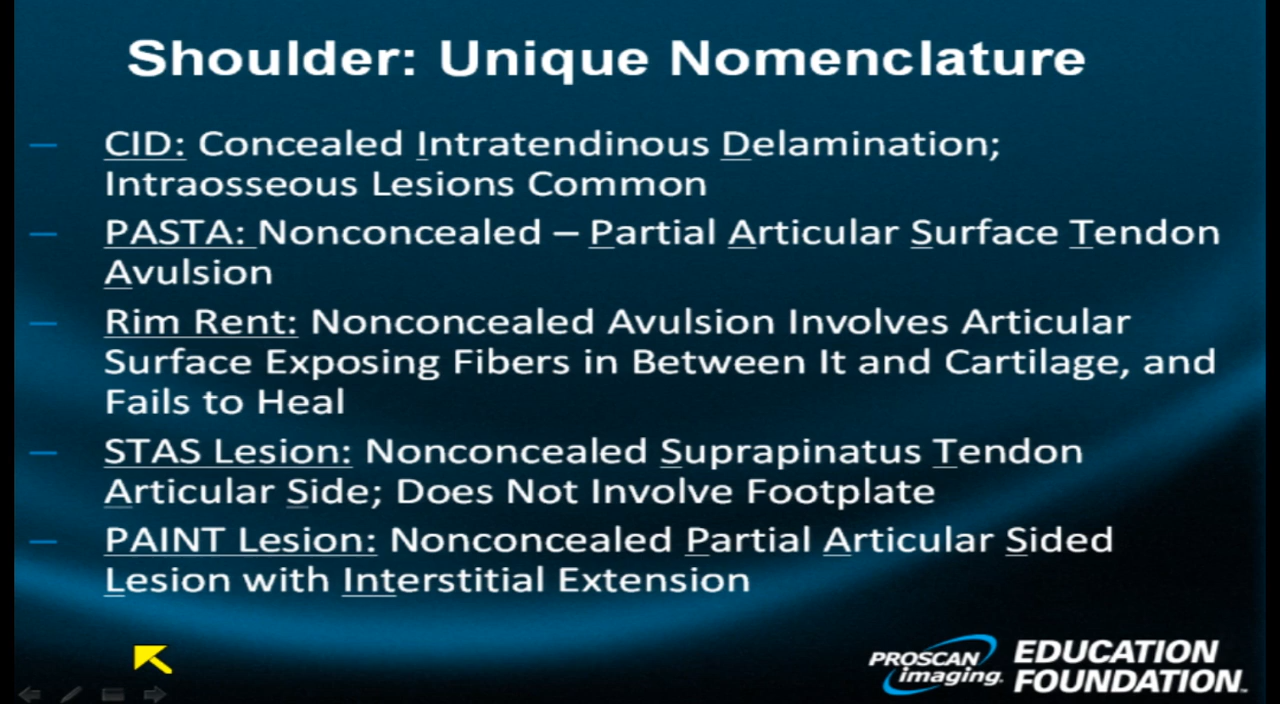 Shoulder: Unique Nomenclature
– CID: Concealed Intratendinous Delamination;
Intraosseous Lesions Common
– PASTA: Nonconcealed – Partial Articular Surface Tendon
Avulsion
– Rim Rent: Nonconcealed Avulsion Involves Articular
Surface Exposing Fibers in Between It and Cartilage, and
Fails to Heal
– STAS Lesion: Nonconcealed Suprapinatus Tendon
Articular Side; Does Not Involve Footplate
– PAINT Lesion: Nonconcealed Partial Articular Sided
Lesion with Interstitial Extension
PROSCAN
imaging.
EDUCATION
FOUNDATION